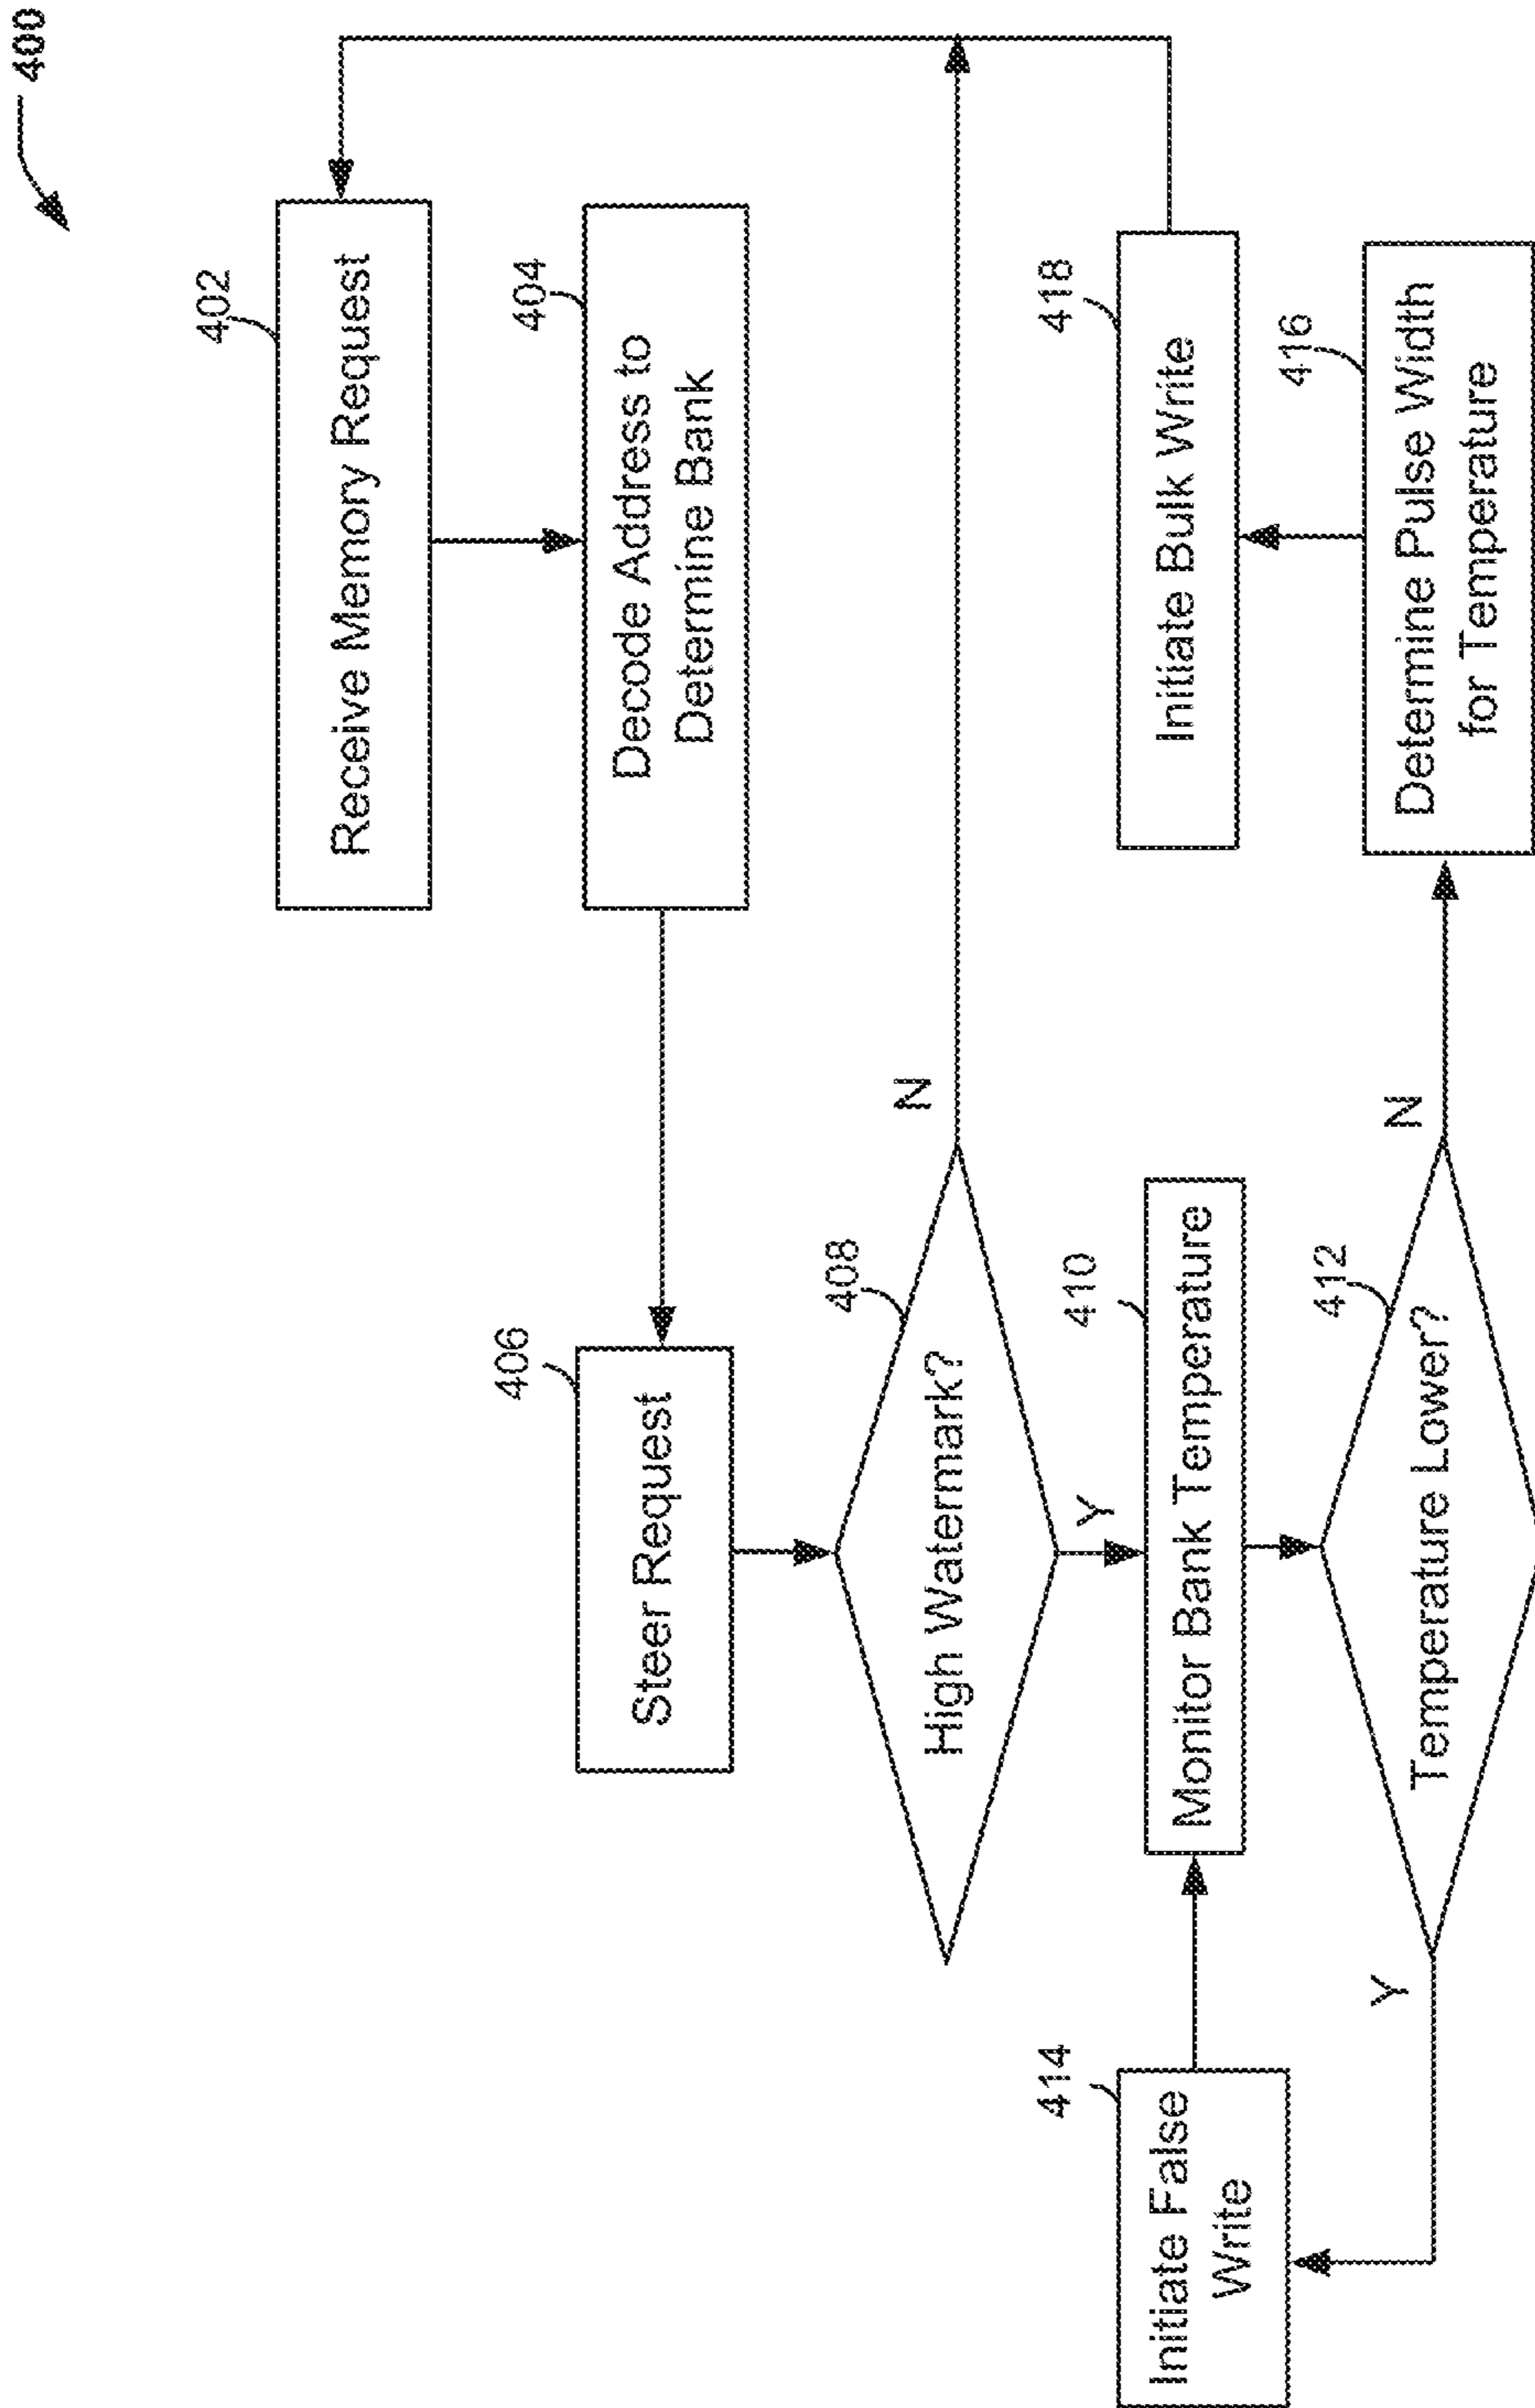 400
402
Receive Memory Request
404
Decode Address to
Determine Bank
406
Steer Request
408
High Watermark?
N
Y
410
Monitor Bank Temperature
412
Temperature Lower?
Y
N
414
Initiate False
Write
416
Determine Pulse Width
for Temperature
418
Initiate Bulk Write